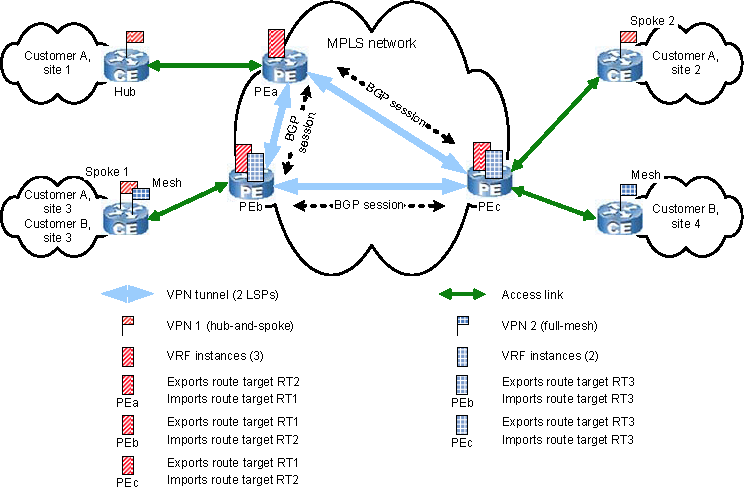 Spoke 2
MPLS network
Customer A,
site 1
CE
Hub
PE
PEa
BGP session
CE
Customer A,
site 2
BGP
session
Spoke 1
Mesh
Customer A,
site 3
Customer B,
site 3
CE
PE
PEb
BGP session
PE
PEc
Mesh
CE
Customer B,
site 4
VPN tunnel (2 LSPs)
Access link
VPN 1 (hub-and-spoke)
VPN 2 (full-mesh)
VRF instances (3)
VRF instances (2)
PEa
Exports route target RT2
Imports route target RT1
PEb
Exports route target RT3
Imports route target RT3
PEb
Exports route target RT1
Imports route target RT2
PEc
Exports route target RT3
Imports route target RT3
PEc
Exports route target RT1
Imports route target RT2